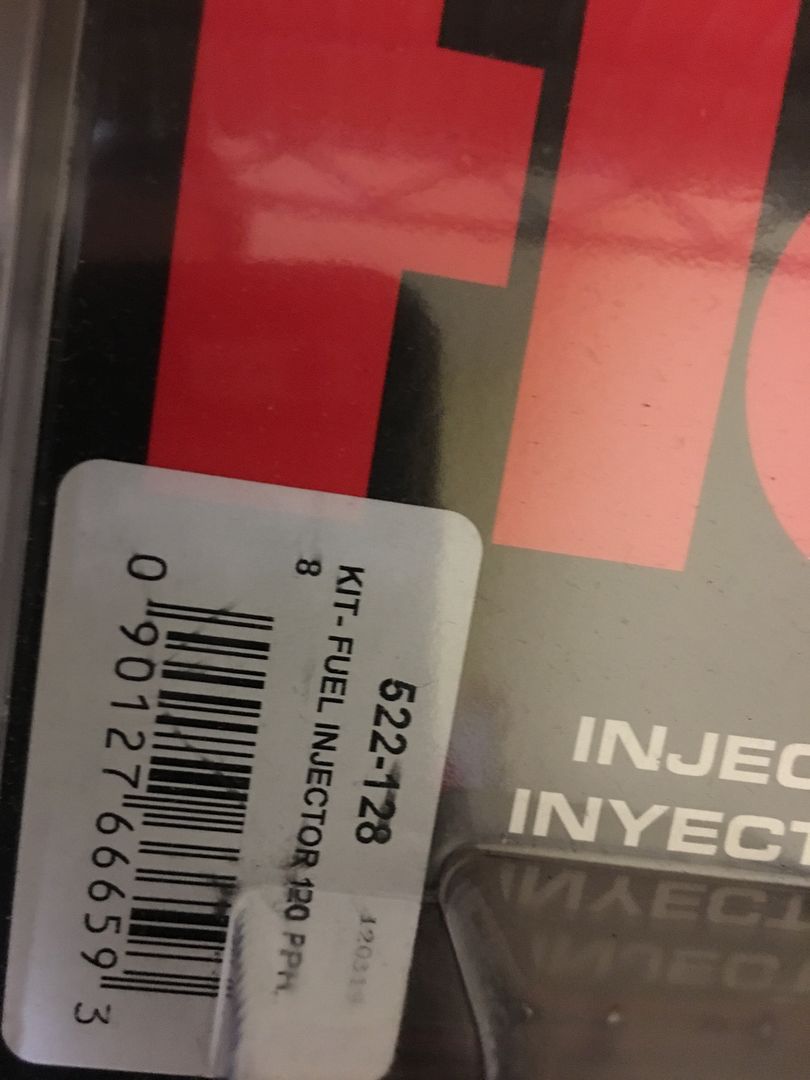 522-128
KIT- FUEL INJECTOR 120 PPH,
8
0 90127 66659 3
INJEC
INYECT